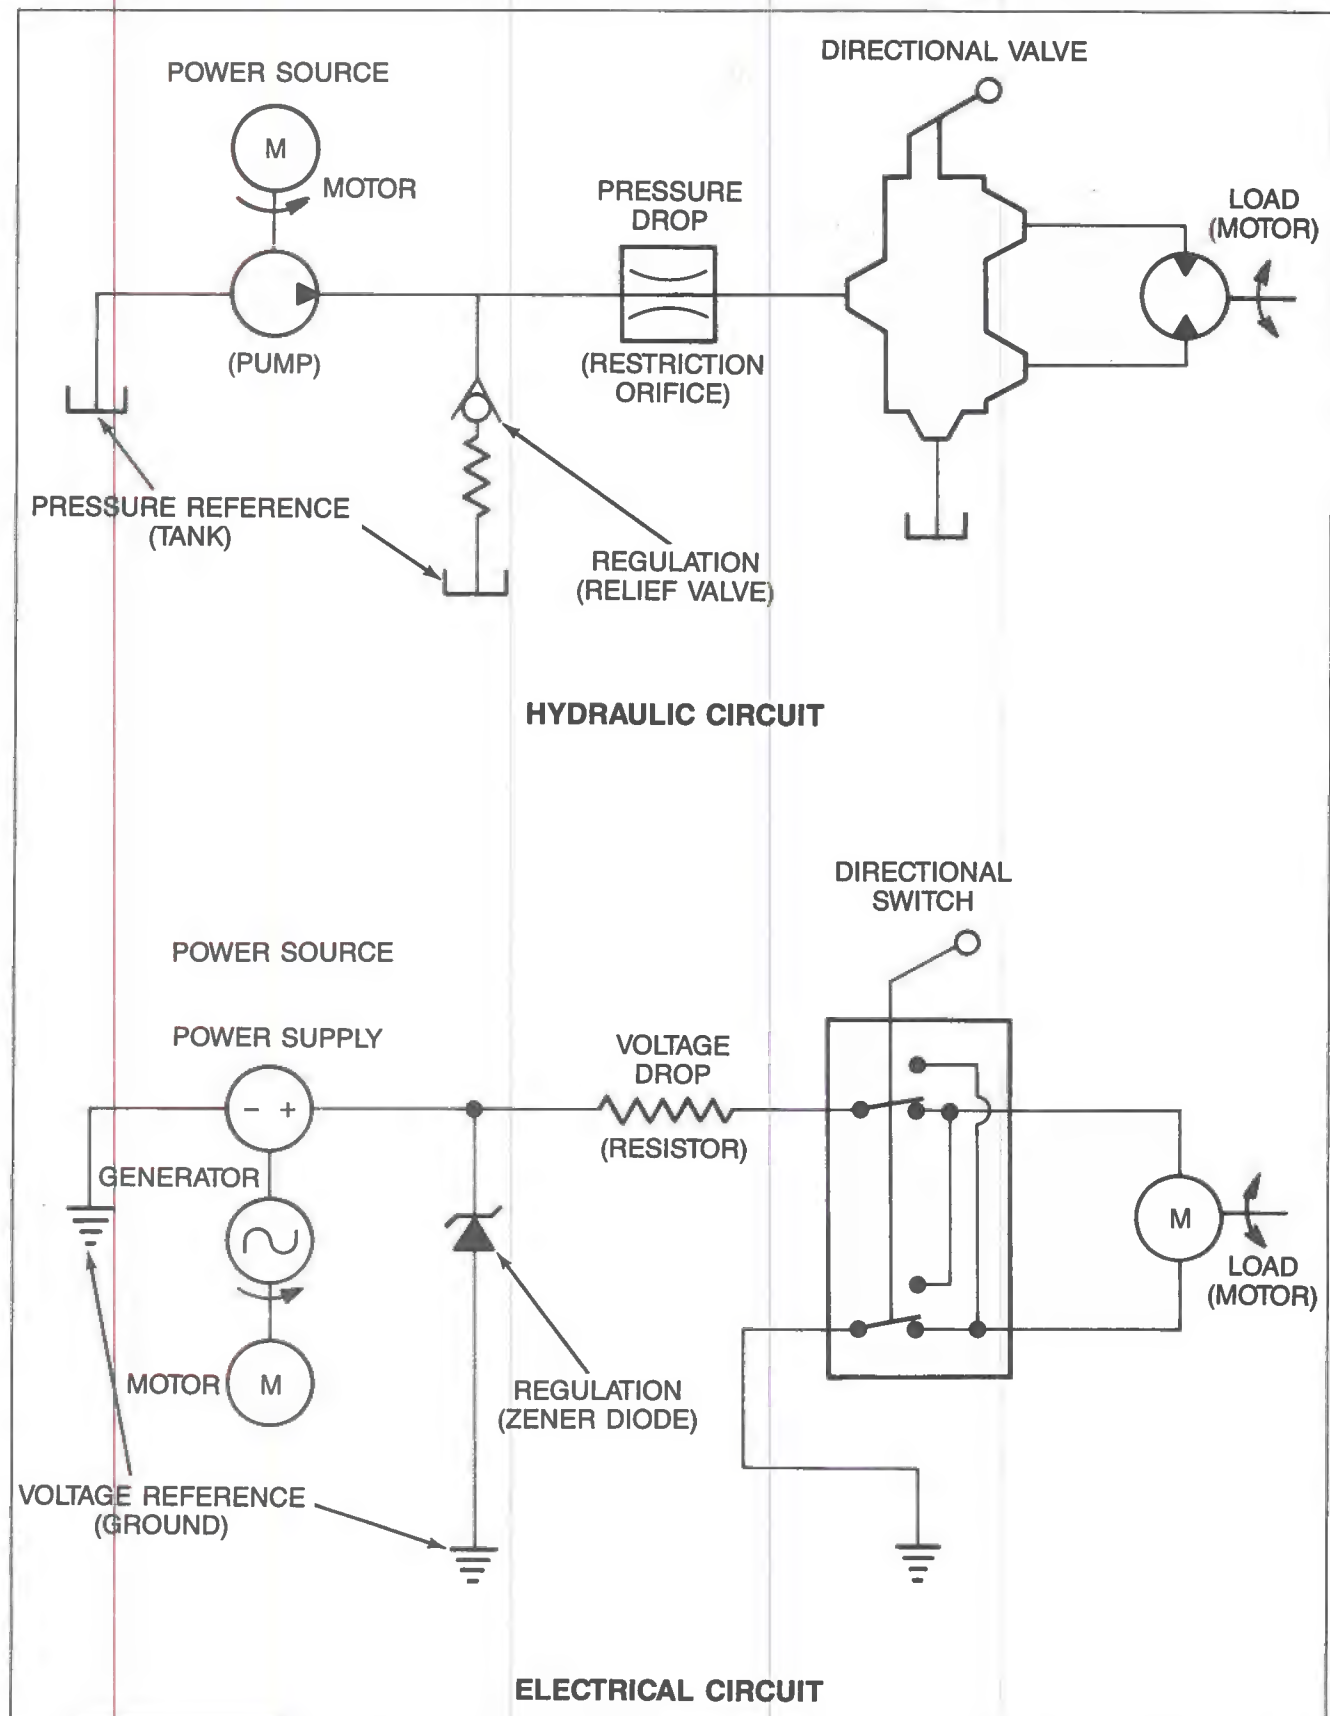 DIRECTIONAL VALVE
POWER SOURCE
M
MOTOR
PRESSURE
DROP
LOAD
(MOTOR)
(PUMP)
(RESTRICTION
ORIFICE)
PRESSURE REFERENCE
(TANK)
REGULATION
(RELIEF VALVE)
HYDRAULIC CIRCUIT
DIRECTIONAL
SWITCH
POWER SOURCE
POWER SUPPLY
VOLTAGE
DROP
- +
(RESISTOR)
GENERATOR
M
LOAD
(MOTOR)
MOTOR
M
REGULATION
(ZENER DIODE)
VOLTAGE REFERENCE
(GROUND)
ELECTRICAL CIRCUIT